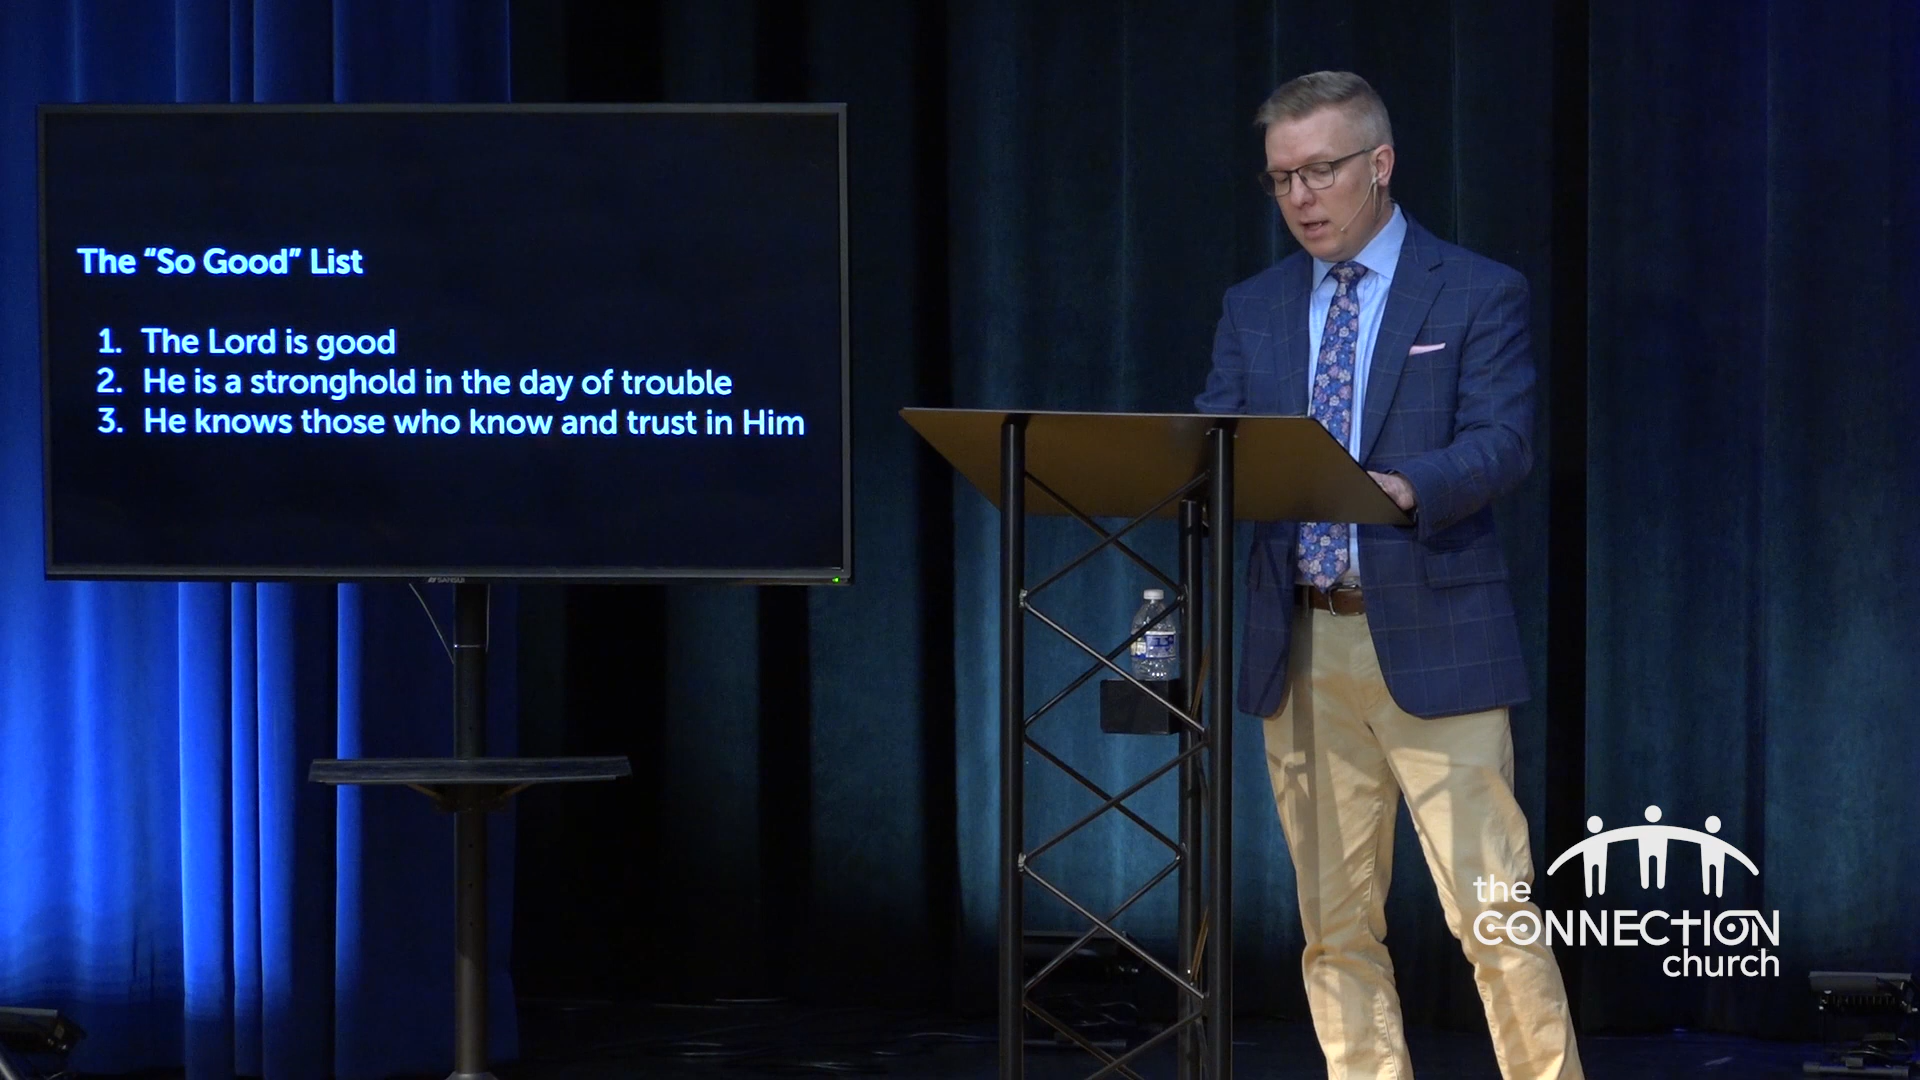 The “So Good” List
1. The Lord is good
2. He is a stronghold in the day of trouble
3. He knows those who know and trust in Him
SANSUI
the
CONNECTION
church